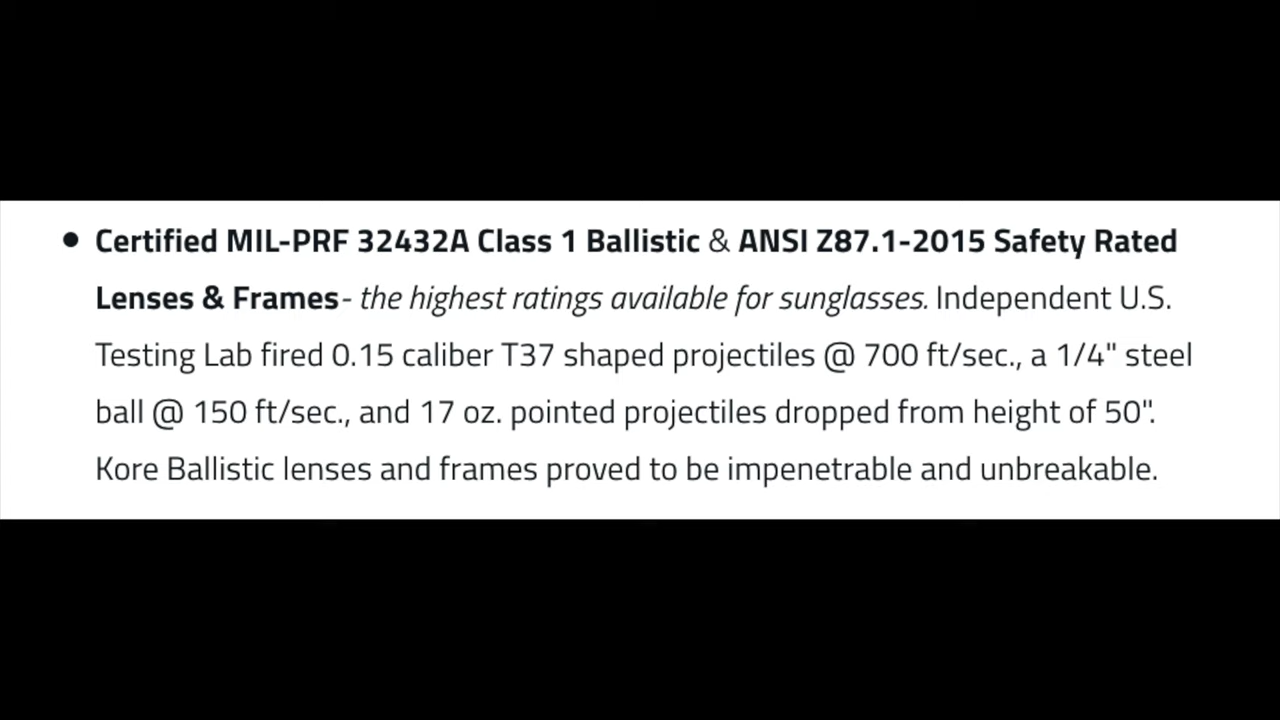 • Certified MIL-PRF 32432A Class 1 Ballistic & ANSI Z87.1-2015 Safety Rated
Lenses & Frames- the highest ratings available for sunglasses. Independent U.S.
Testing Lab fired 0.15 caliber T37 shaped projectiles @ 700 ft/sec., a 1/4" steel
ball @ 150 ft/sec., and 17 oz. pointed projectiles dropped from height of 50".
Kore Ballistic lenses and frames proved to be impenetrable and unbreakable.